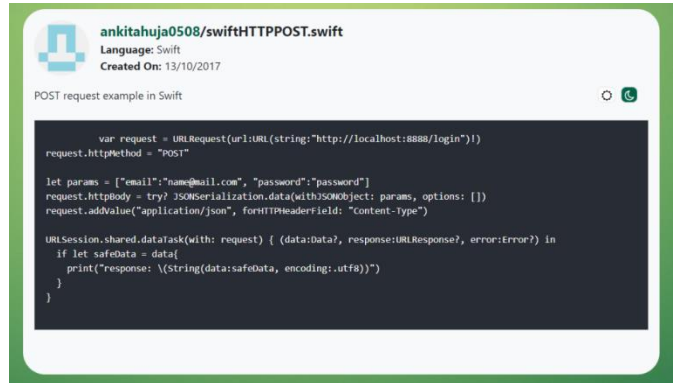 ankitahuja0508/swiftHTTPPOST.swift
Language: Swift
Created On: 13/10/2017
POST request example in Swift
var request = URLRequest(url:URL(string:"http://localhost:8888/login")!)
request.httpMethod = "POST"
let params = ["email":"name@mail.com", "password":"password"]
request.httpBody = try? JSONSerialization.data(withJSONObject: params, options: [])
request.addValue("application/json", forHTTPHeaderField: "Content-Type")
URLSession.shared.dataTask(with: request) { (data:Data?, response:URLResponse?, error:Error?) in
if let safeData = data{
print("response: \(String(data:safeData, encoding:.utf8))")
}
}